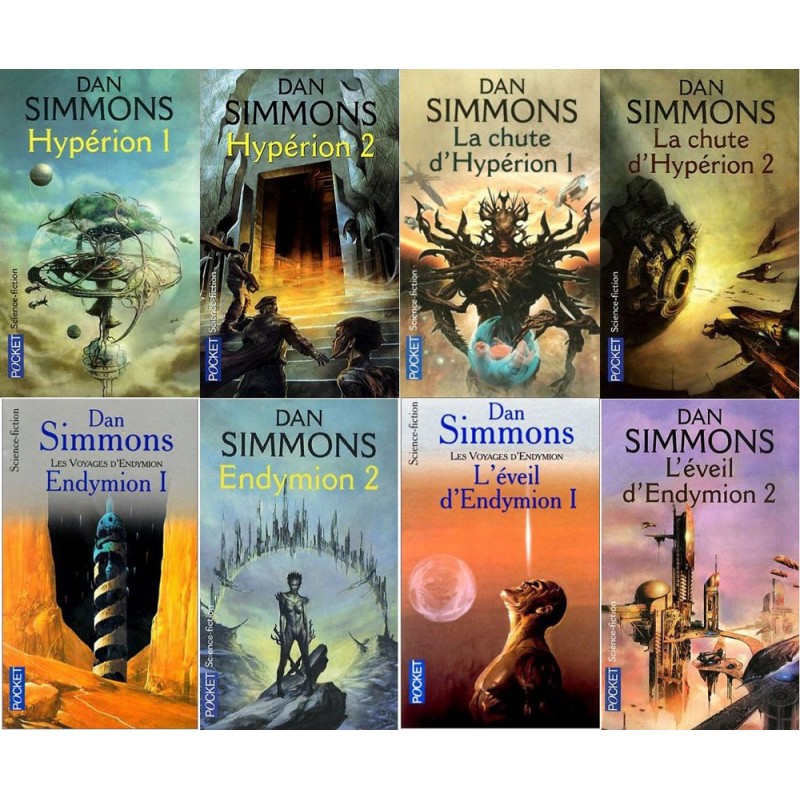 DAN
SIMMONS
Hypérion 1
Science-fiction
POCKET
DAN
SIMMONS
Hypérion 2
Science-fiction
POCKET
DAN
SIMMONS
La chute
d'Hypérion 1
Science-fiction
POCKET
DAN
SIMMONS
La chute
d'Hypérion 2
Science-fiction
POCKET
Science-fiction
Dan
Simmons
LES VOYAGES D'ENDYMION
Endymion I
POCKET
DAN
SIMMONS
Endymion 2
Science-fiction
POCKET
Science-fiction
Dan
Simmons
LES VOYAGES D'ENDYMION
L'éveil
d'Endymion I
POCKET
DAN
SIMMONS
L'éveil
d'Endymion 2
Science-fiction
POCKET